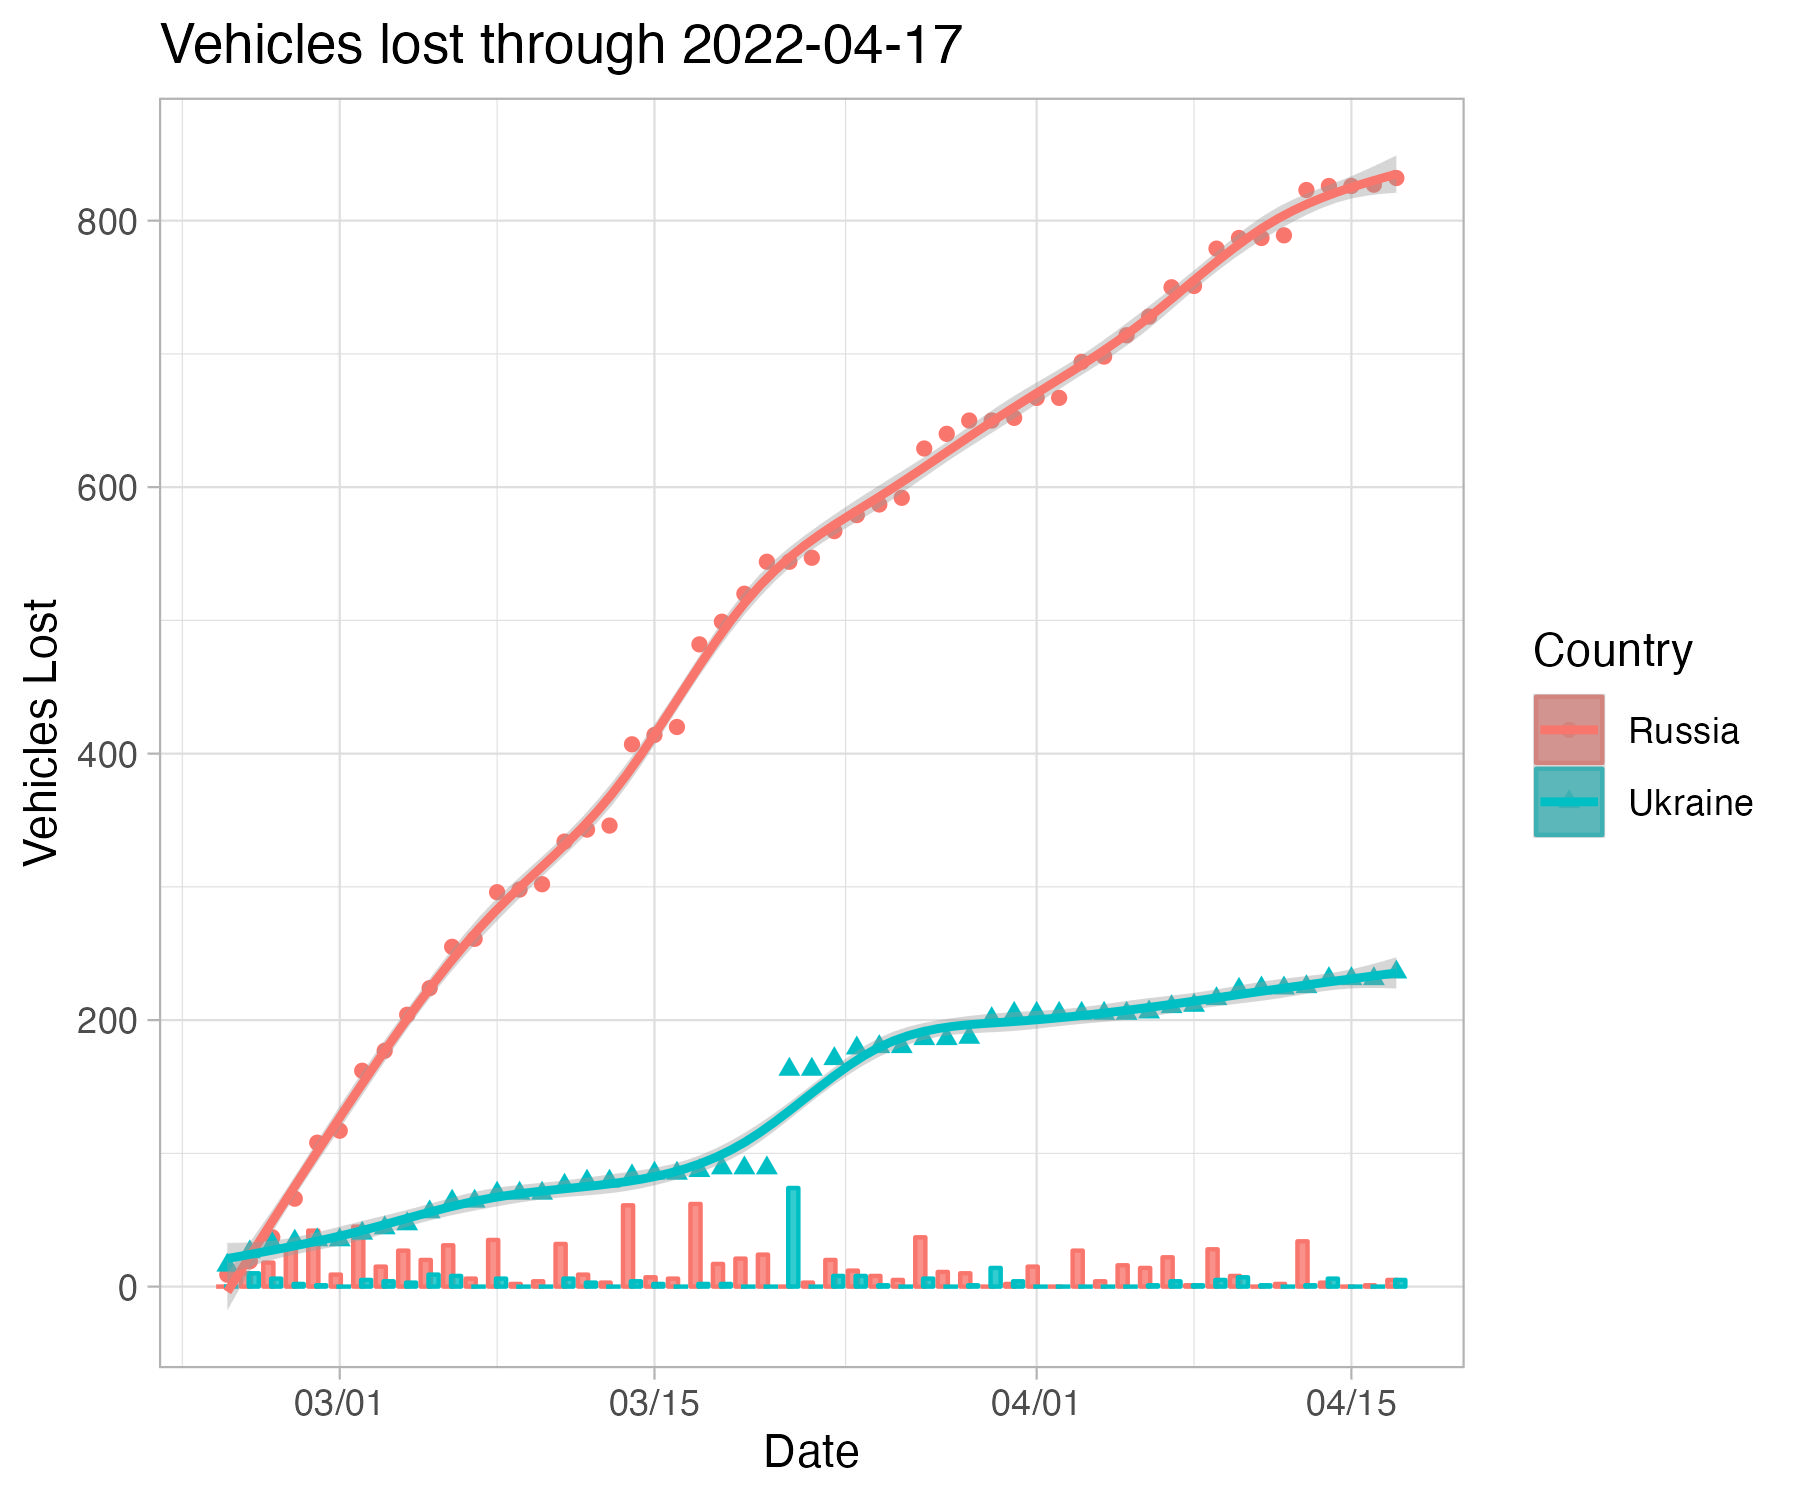 Vehicles lost through 2022-04-17
800
600
400
200
0
Vehicles Lost
03/01
03/15
04/01
04/15
Date
Country
Russia
Ukraine